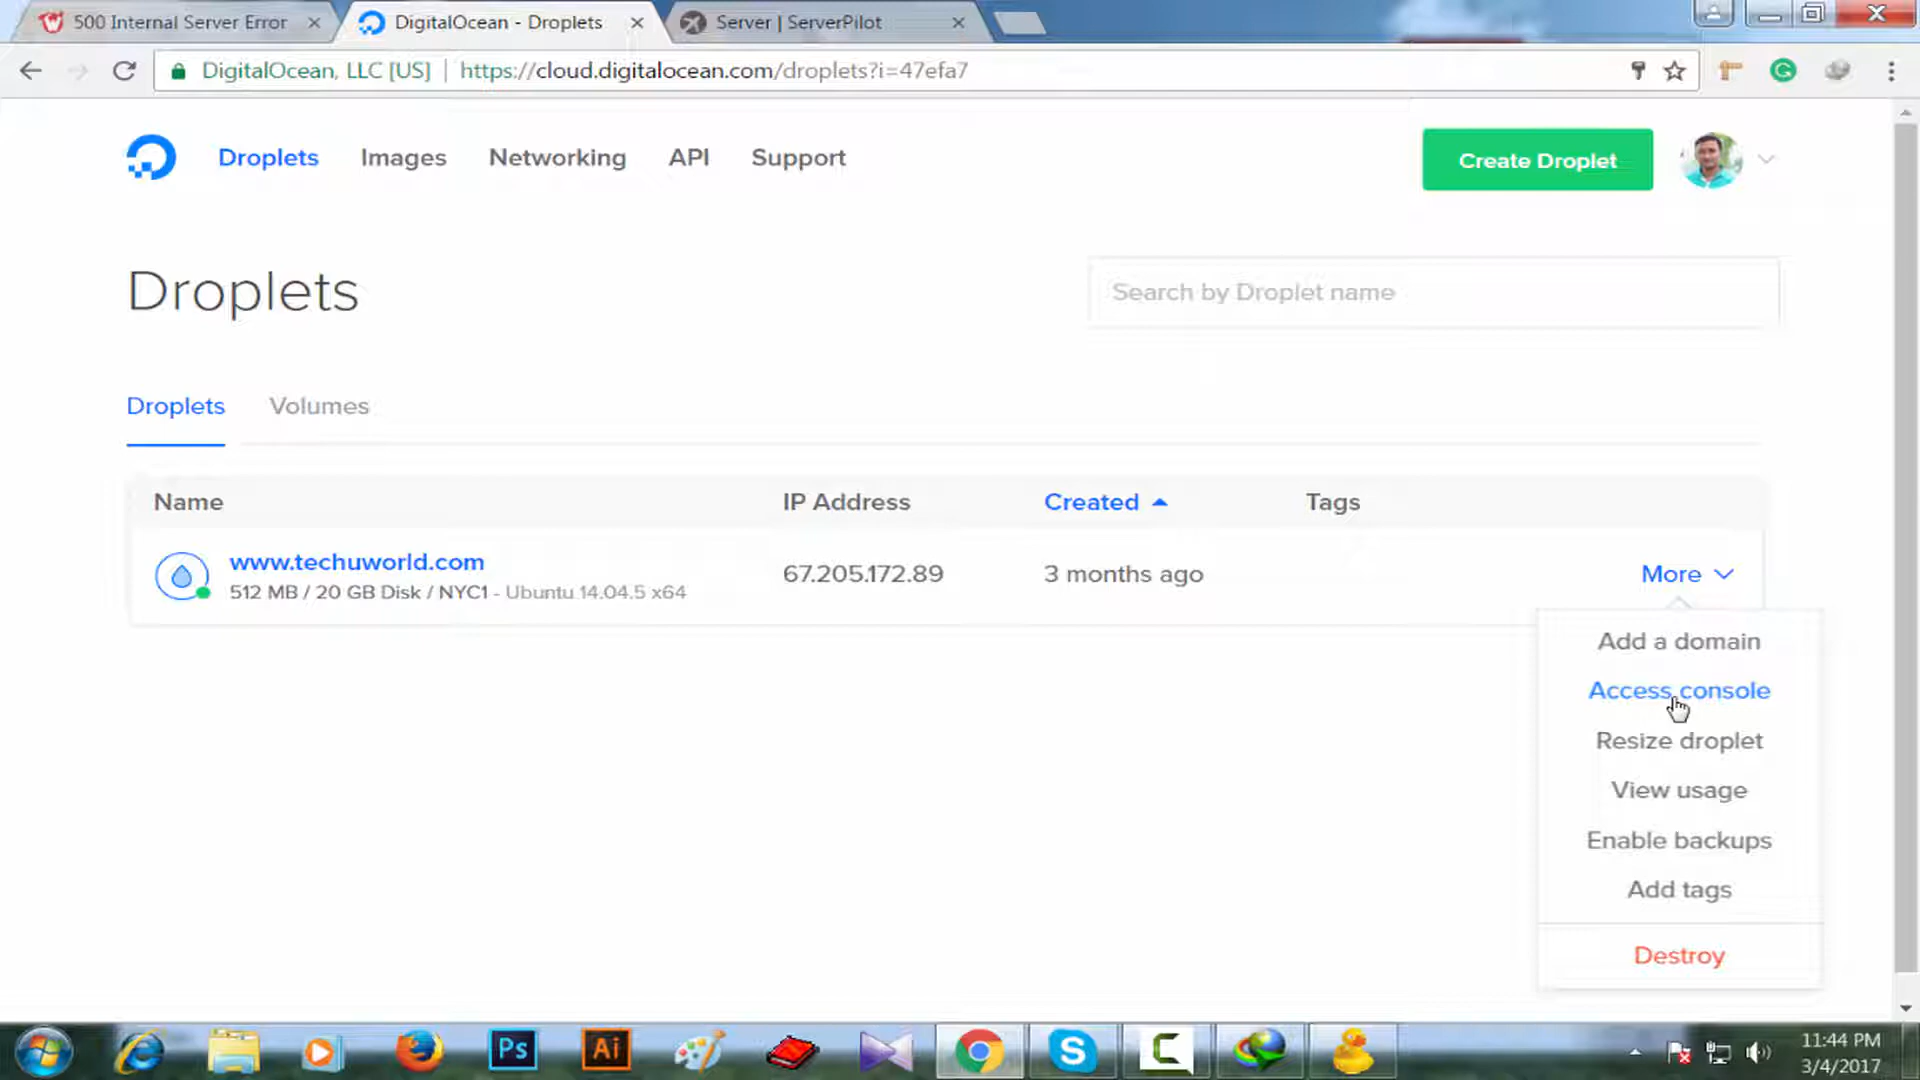 500 Internal Server Error
DigitalOcean - Droplets
Server | ServerPilot
DigitalOcean, LLC [US]
https://cloud.digitalocean.com/droplets?i=47efa7
Droplets
Images
Networking
API
Support
Create Droplet
Droplets
Search by Droplet name
Droplets
Volumes
Name
IP Address
Created
Tags
www.techuworld.com
512 MB / 20 GB Disk / NYC1 - Ubuntu 14.04.5 x64
67.205.172.89
3 months ago
More
Add a domain
Access console
Resize droplet
View usage
Enable backups
Add tags
Destroy
Ps
Ai
11:44 PM
3/4/2017